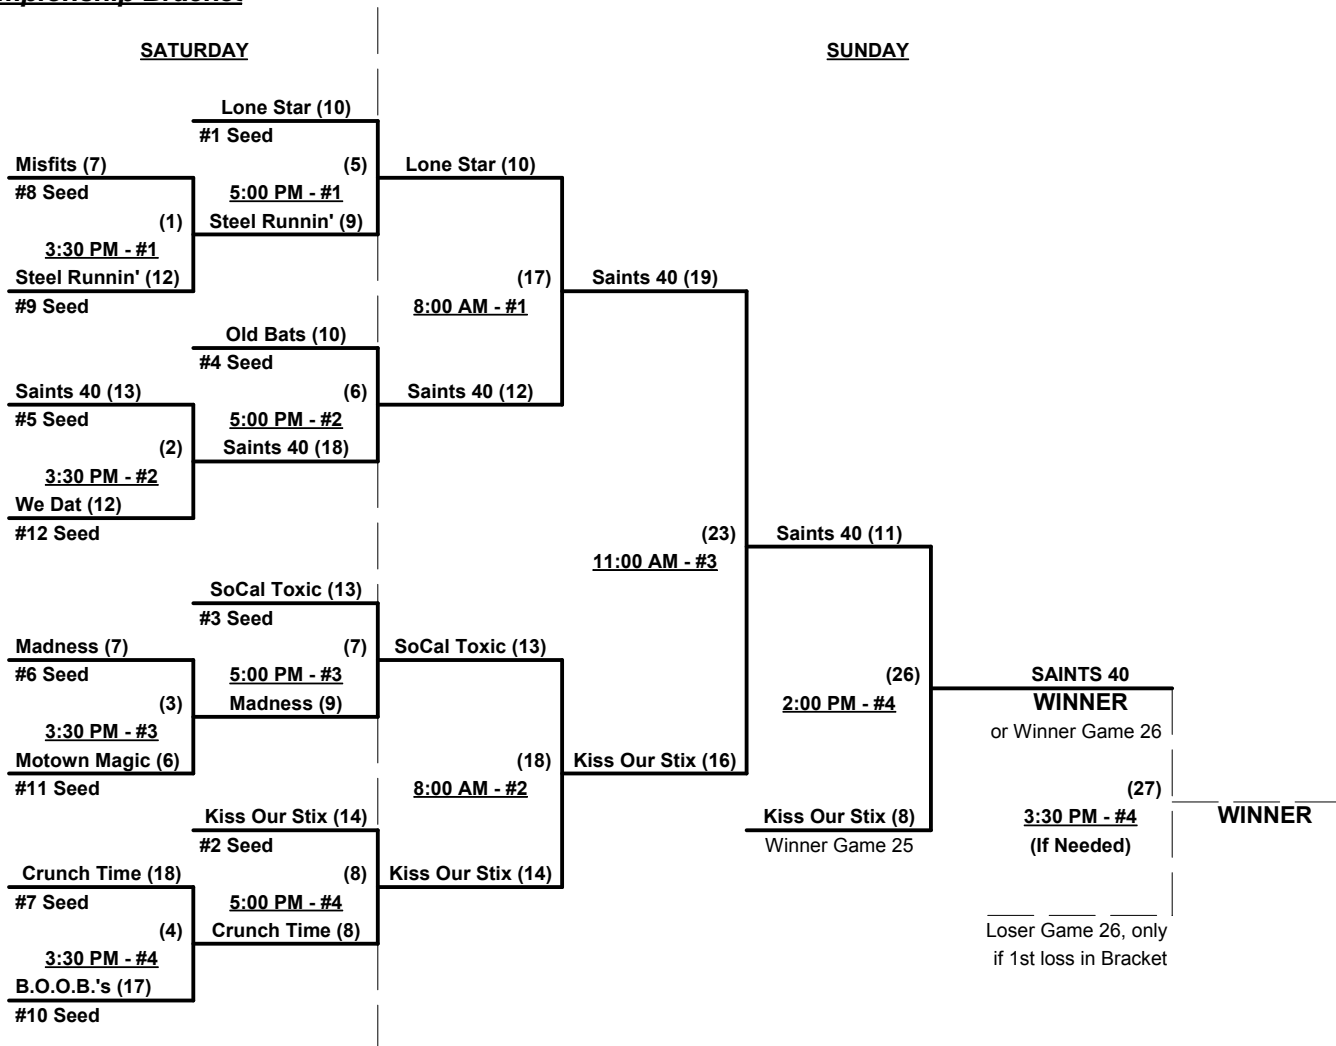 SATURDAY
SUNDAY
Lone Star (10)
#1 Seed
Misfits (7)
(5)
Lone Star (10)
#8 Seed
5:00 PM - #1
(1)
Steel Runnin' (9)
3:30 PM - #1
Steel Runnin' (12)
(17)
Saints 40 (19)
#9 Seed
8:00 AM - #1
Old Bats (10)
#4 Seed
Saints 40 (13)
(6)
Saints 40 (12)
#5 Seed
5:00 PM - #2
(2)
Saints 40 (18)
3:30 PM - #2
We Dat (12)
#12 Seed
(23)
Saints 40 (11)
11:00 AM - #3
SoCal Toxic (13)
#3 Seed
Madness (7)
(7)
SoCal Toxic (13)
#6 Seed
5:00 PM - #3
(26)
SAINTS 40
(3)
Madness (9)
2:00 PM - #4
WINNER
3:30 PM - #3
or Winner Game 26
Motown Magic (6)
(18)
Kiss Our Stix (16)
#11 Seed
8:00 AM - #2
(27)
Kiss Our Stix (14)
Kiss Our Stix (8)
3:30 PM - #4
WINNER
#2 Seed
Winner Game 25
(If Needed)
Crunch Time (18)
(8)
Kiss Our Stix (14)
#7 Seed
5:00 PM - #4
(4)
Crunch Time (8)
Loser Game 26, only
3:30 PM - #4
if 1st loss in Bracket
B.O.O.B.'s (17)
#10 Seed